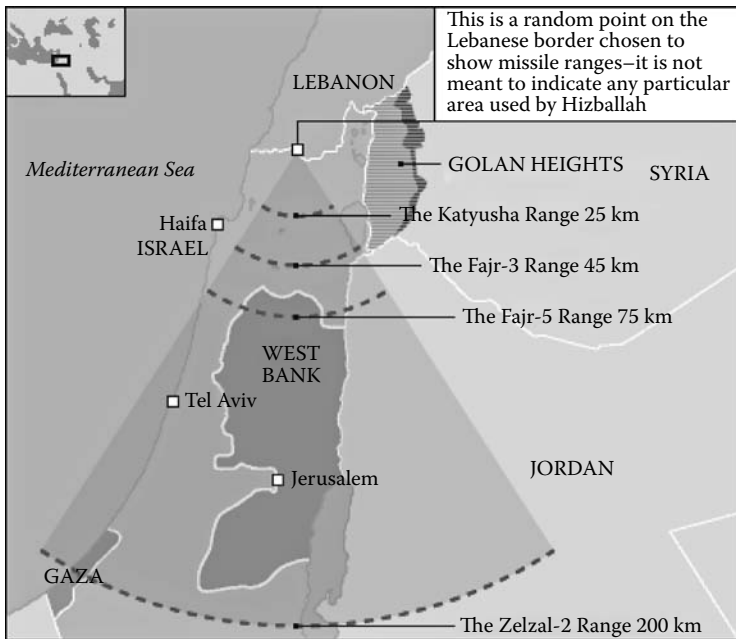 This is a random point on the
Lebanese border chosen to
show missile ranges–it is not
meant to indicate any particular
area used by Hizballah
LEBANON
Mediterranean Sea
GOLAN HEIGHTS
SYRIA
The Katyusha Range 25 km
Haifa
ISRAEL
The Fajr-3 Range 45 km
The Fajr-5 Range 75 km
WEST
BANK
Tel Aviv
Jerusalem
JORDAN
GAZA
The Zelzal-2 Range 200 km